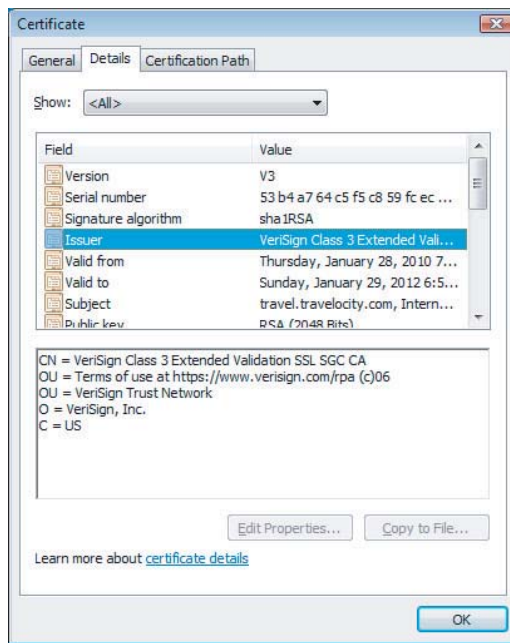 Certificate
General Details Certification Path
Show: <All>
Field Value
Version V3
Serial number 53 b4 a7 64 c5 f5 c8 59 fc ec ...
Signature algorithm sha1RSA
Issuer VeriSign Class 3 Extended Vali...
Valid from Thursday, January 28, 2010 7...
Valid to Sunday, January 29, 2012 6:5...
Subject travel.travelocity.com, Intern...
Public key RSA (2048 Bits)
CN = VeriSign Class 3 Extended Validation SSL SGC CA
OU = Terms of use at https://www.verisign.com/rpa (c)06
OU = VeriSign Trust Network
O = VeriSign, Inc.
C = US
Edit Properties... Copy to File...
Learn more about certificate details
OK